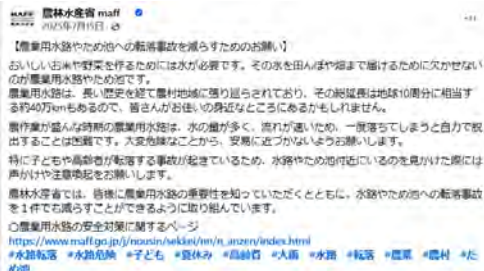 MAFF 農林水産省 maff
2025年7月15日
【農業用水路やため池への転落事故を減らすためのお願い】
おいしいお米や野菜を作るためには水が必要です。その水を田んぼや畑まで届けるために欠かせない
のが農業用水路やため池です。
農業用水路は、長い歴史を経て農村地域に張り巡らされており、その総延長は地球10周分に相当す
る約40万kmもあるので、皆さんがお住いの身近なところにあるかもしれません。
農作業が盛んな時期の農業用水路は、水の量が多く、流れが速いため、一度落ちてしまうと自力で脱
出することは困難です。大変危険なことから、安易に近づかないようお願いします。
特に子どもや高齢者が転落する事故が起きているため、水路やため池付近にいるのを見かけた際には
声かけや注意喚起をお願いします。
農林水産省では、皆様に農業用水路の重要性を知っていただくとともに、水路やため池への転落事故
を1件でも減らすことができるように取り組んでいます。
○農業用水路の安全対策に関するページ
https://www.maff.go.jp/j/nousin/sekkei/nn/n_anzen/index.html
#水路転落 #水路危険 #子ども #夏休み #高齢者 #大雨 #水路 #転落 #農業 #農村 #た
め池